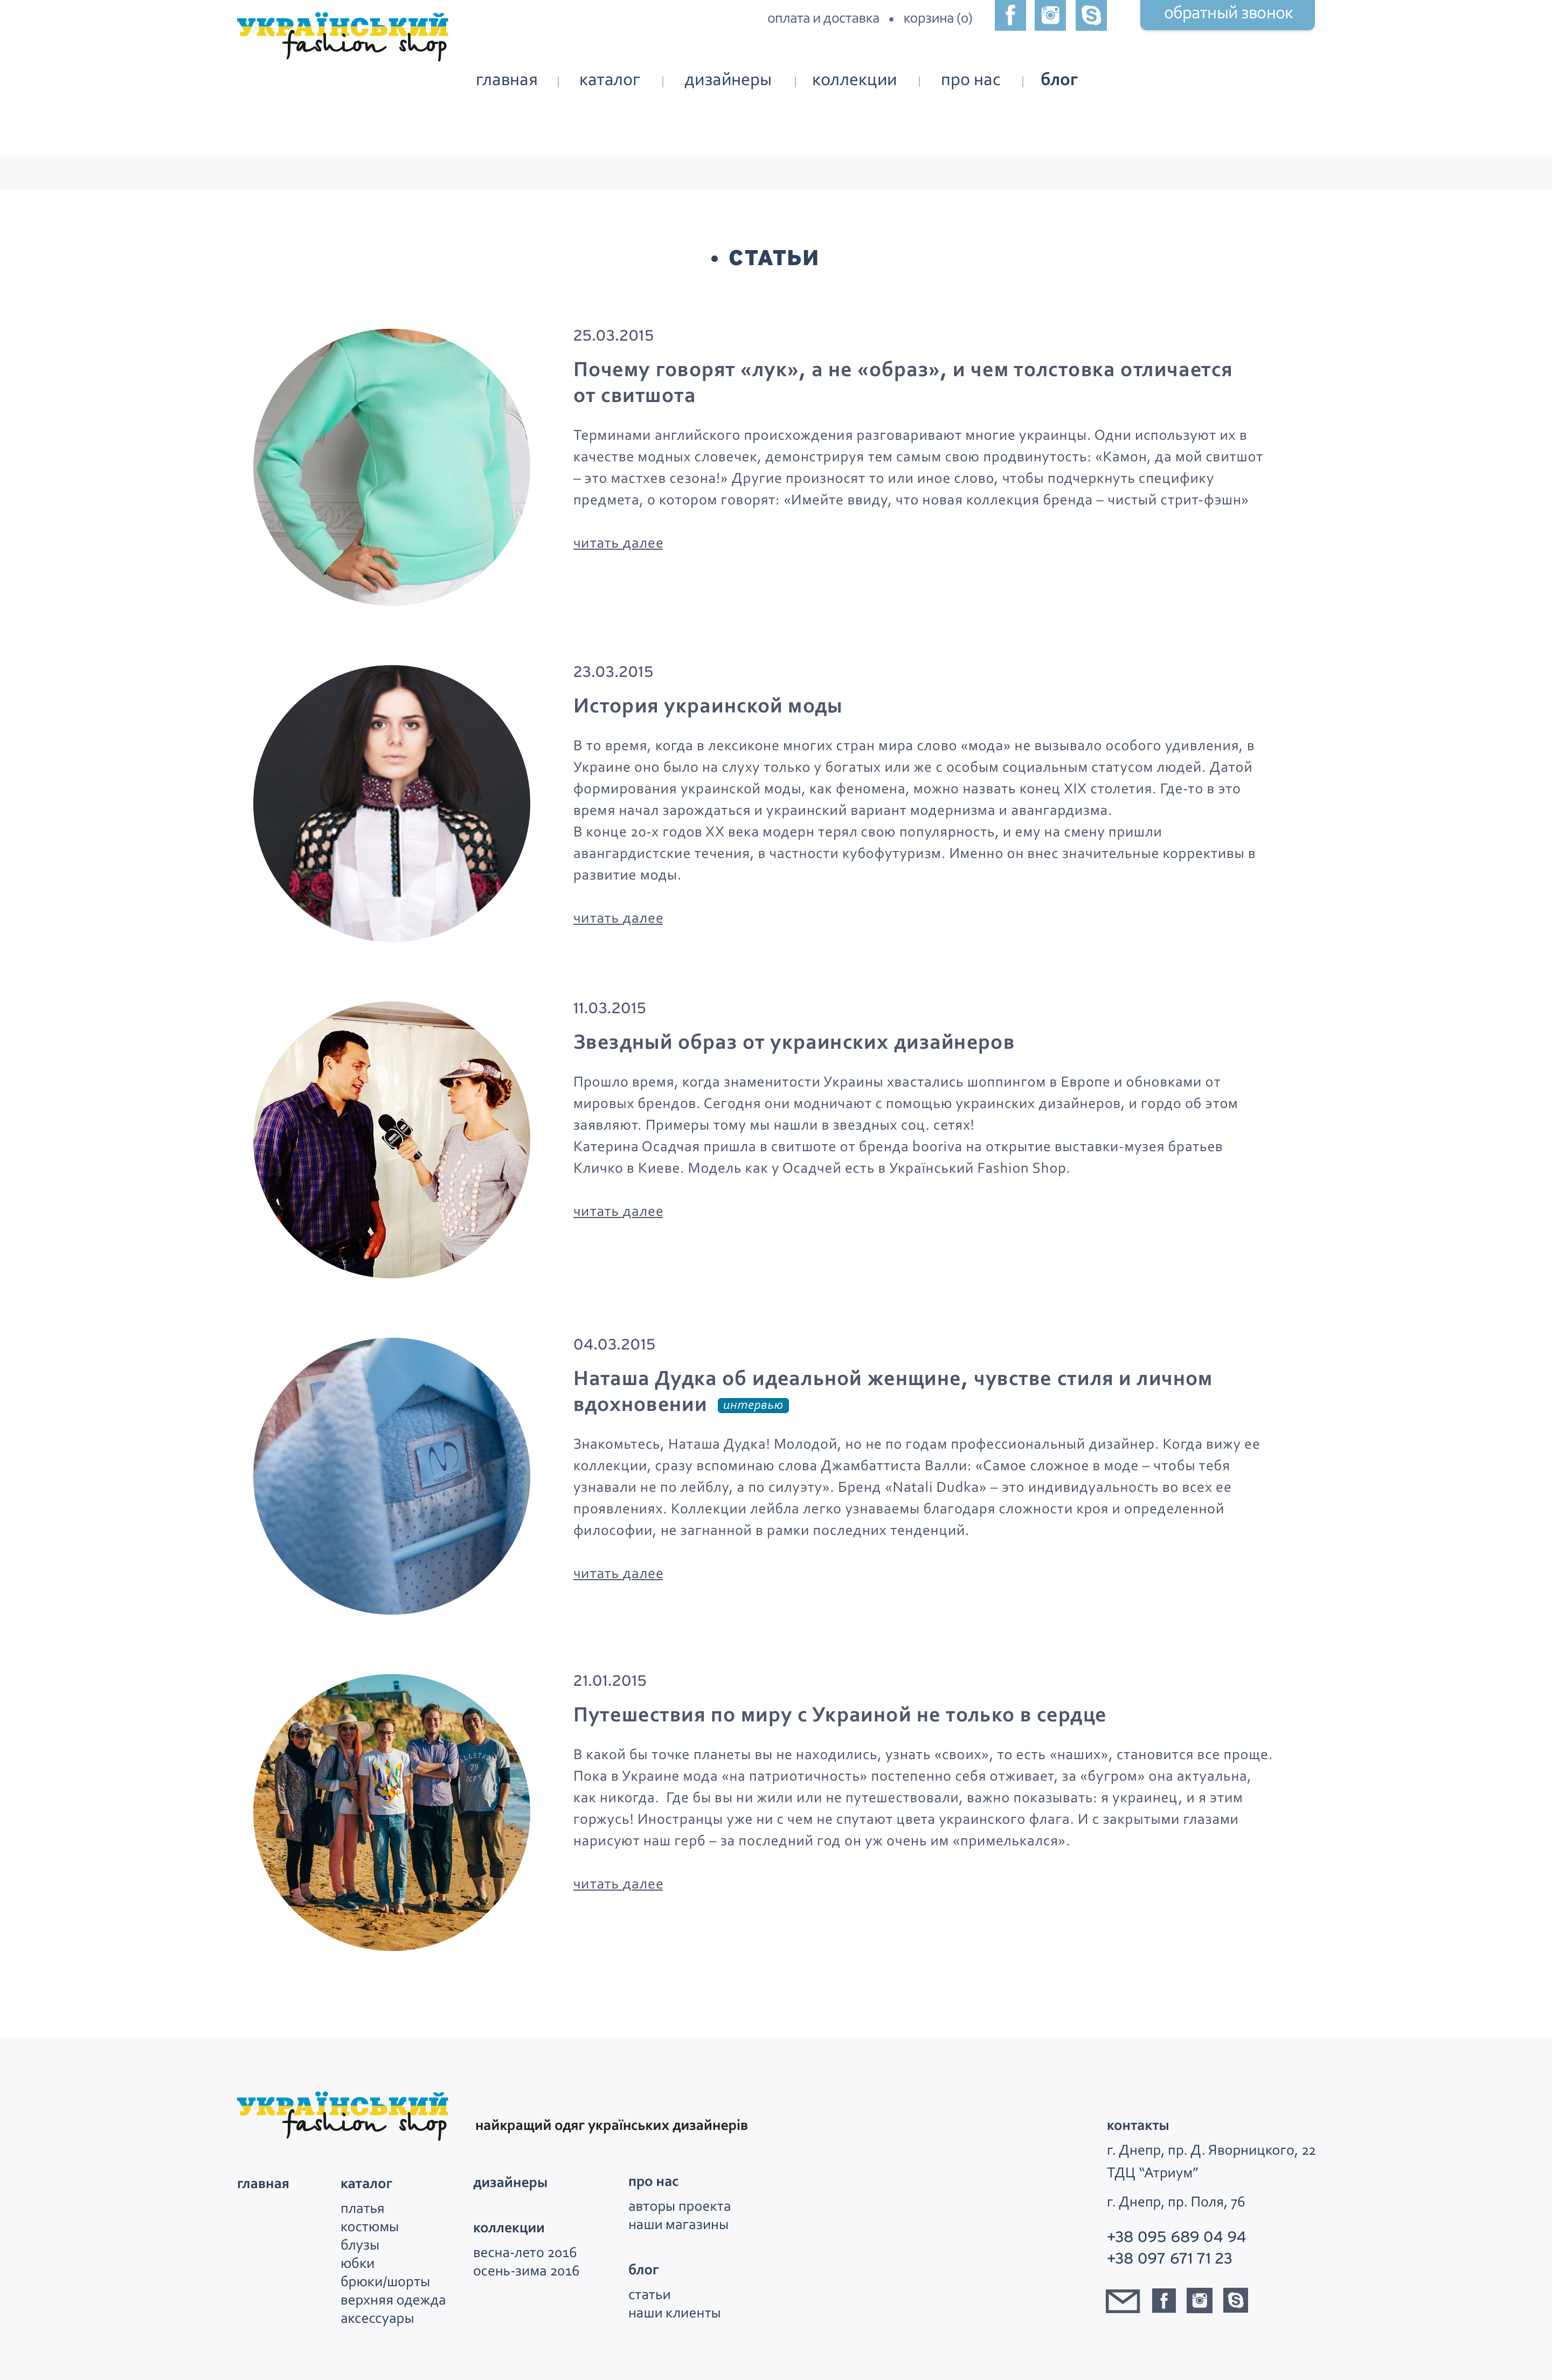 УКРАЇНСЬКИЙ
fashion shop
оплата и доставка • корзина (0)
обратный звонок
главная | каталог | дизайнеры | коллекции | про нас | блог
• СТАТЬИ
25.03.2015
Почему говорят «лук», а не «образ», и чем толстовка отличается
от свитшота
Терминами английского происхождения разговаривают многие украинцы. Одни используют их в
качестве модных словечек, демонстрируя тем самым свою продвинутость: «Камон, да мой свитшот
– это мастхев сезона!» Другие произносят то или иное слово, чтобы подчеркнуть специфику
предмета, о котором говорят: «Имейте ввиду, что новая коллекция бренда – чистый стрит-фэшн»
читать далее
23.03.2015
История украинской моды
В то время, когда в лексиконе многих стран мира слово «мода» не вызывало особого удивления, в
Украине оно было на слуху только у богатых или же с особым социальным статусом людей. Датой
формирования украинской моды, как феномена, можно назвать конец XIX столетия. Где-то в это
время начал зарождаться и украинский вариант модернизма и авангардизма.
В конце 20-х годов XX века модерн терял свою популярность, и ему на смену пришли
авангардистские течения, в частности кубофутуризм. Именно он внес значительные коррективы в
развитие моды.
читать далее
11.03.2015
Звездный образ от украинских дизайнеров
Прошло время, когда знаменитости Украины хвастались шоппингом в Европе и обновками от
мировых брендов. Сегодня они модничают с помощью украинских дизайнеров, и гордо об этом
заявляют. Примеры тому мы нашли в звездных соц. сетях!
Катерина Осадчая пришла в свитшоте от бренда booriva на открытие выставки-музея братьев
Кличко в Киеве. Модель как у Осадчей есть в Український Fashion Shop.
читать далее
04.03.2015
Наташа Дудка об идеальной женщине, чувстве стиля и личном
вдохновении интервью
Знакомьтесь, Наташа Дудка! Молодой, но не по годам профессиональный дизайнер. Когда вижу ее
коллекции, сразу вспоминаю слова Джамбаттиста Валли: «Самое сложное в моде – чтобы тебя
узнавали не по лейблу, а по силуэту». Бренд «Natali Dudka» – это индивидуальность во всех ее
проявлениях. Коллекции лейбла легко узнаваемы благодаря сложности кроя и определенной
философии, не загнанной в рамки последних тенденций.
читать далее
21.01.2015
Путешествия по миру с Украиной не только в сердце
В какой бы точке планеты вы не находились, узнать «своих», то есть «наших», становится все проще.
Пока в Украине мода «на патриотичность» постепенно себя отживает, за «бугром» она актуальна,
как никогда. Где бы вы ни жили или не путешествовали, важно показывать: я украинец, и я этим
горжусь! Иностранцы уже ни с чем не спутают цвета украинского флага. И с закрытыми глазами
нарисуют наш герб – за последний год он уж очень им «примелькался».
читать далее
УКРАЇНСЬКИЙ
fashion shop
найкращий одяг українських дизайнерів
главная
каталог
платья
костюмы
блузы
юбки
брюки/шорты
верхняя одежда
аксессуары
дизайнеры
коллекции
весна-лето 2016
осень-зима 2016
про нас
авторы проекта
наши магазины
блог
статьи
наши клиенты
контакты
г. Днепр, пр. Д. Яворницкого, 22
ТДЦ “Атриум”
г. Днепр, пр. Поля, 76
+38 095 689 04 94
+38 097 671 71 23